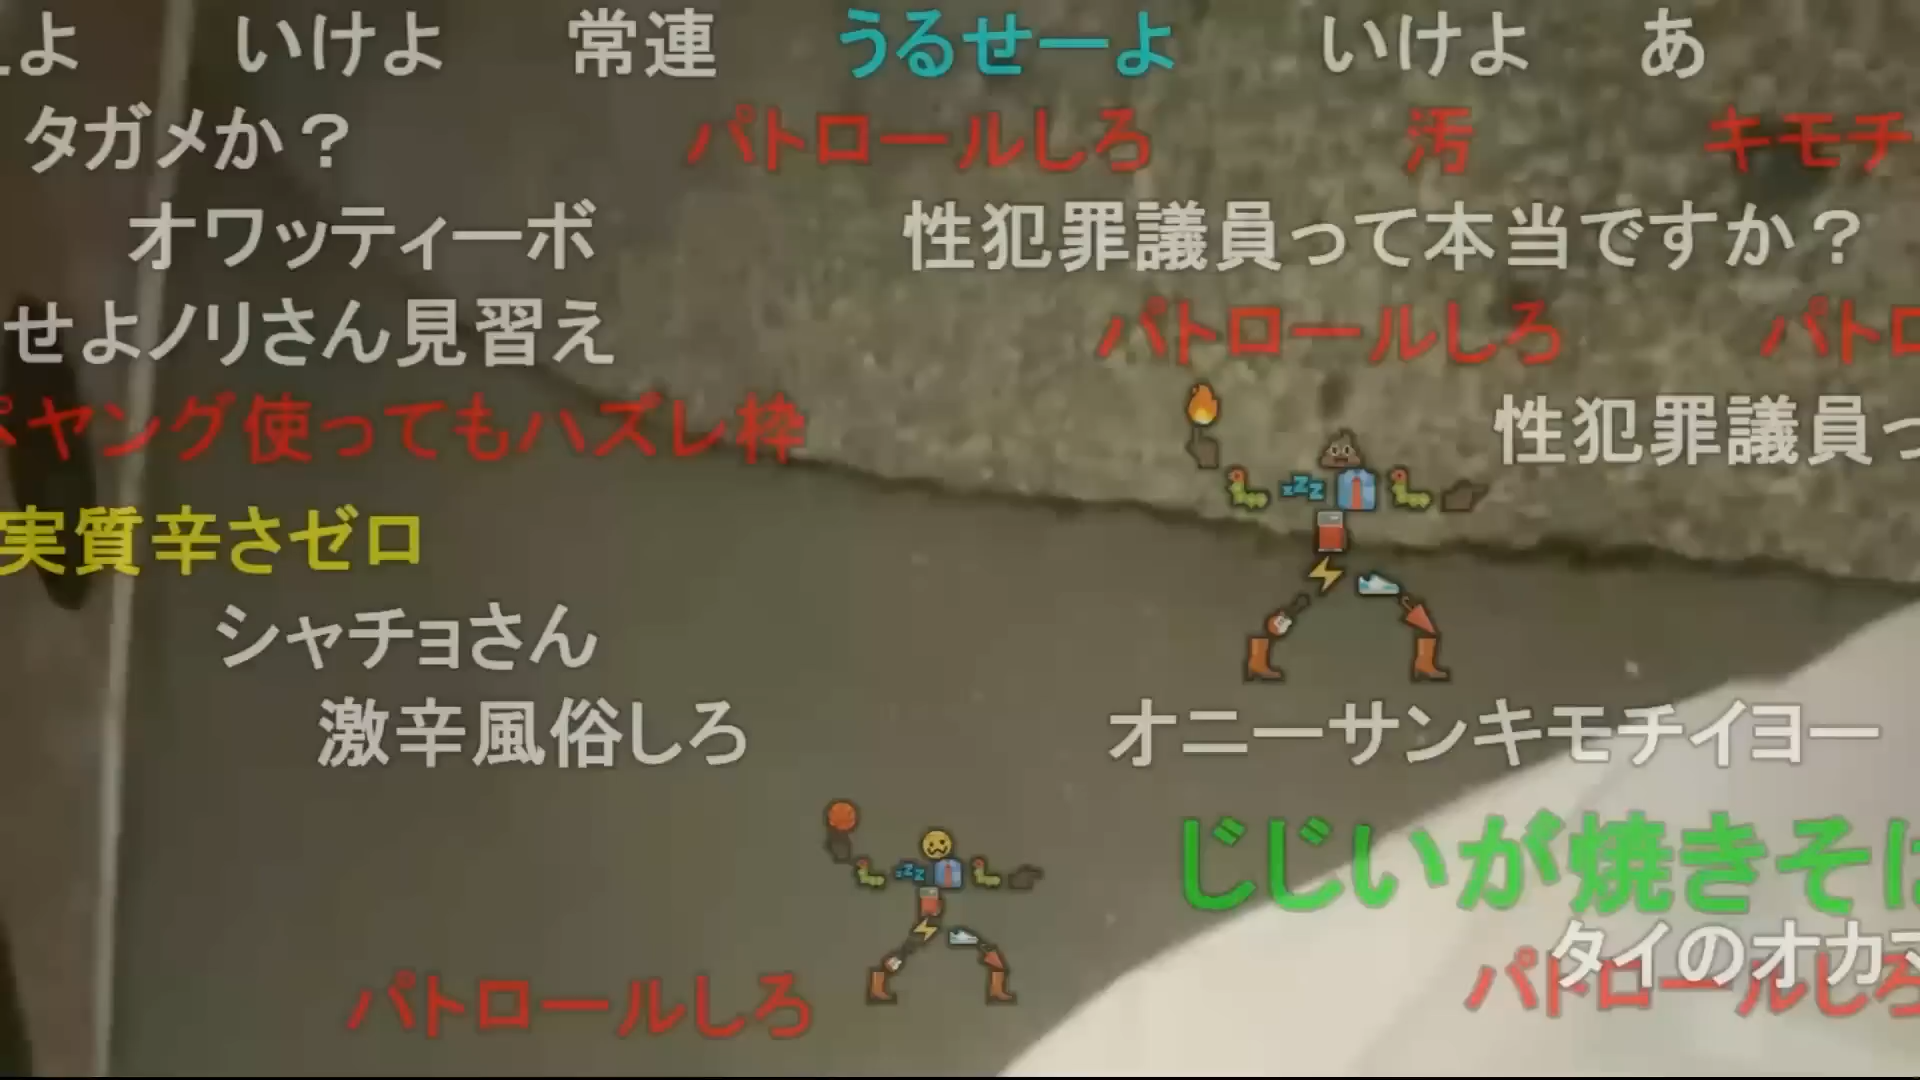 よ いけよ 常連 うるせーよ いけよ あ
タガメか？ パトロールしろ 汚 キモチ
オワッティーボ 性犯罪議員って本当ですか？
せよノリさん見習え パトロールしろ パトロ
ペヤング使ってもハズレ枠 性犯罪議員っ
実質辛さゼロ
シャチョさん
激辛風俗しろ オニーサンキモチイヨー
じじいが焼きそば
タイのオカマ
パトロールしろ パトロールしろ